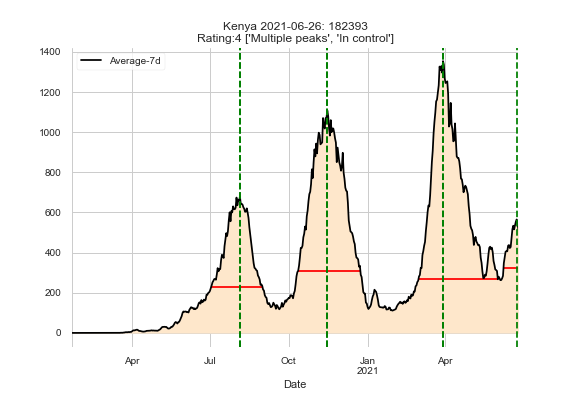 Kenya 2021-06-26: 182393
Rating:4 ['Multiple peaks', 'In control']
1400
Average-7d
1200
1000
800
600
400
200
0
Apr Jul Oct Jan Apr
2021
Date